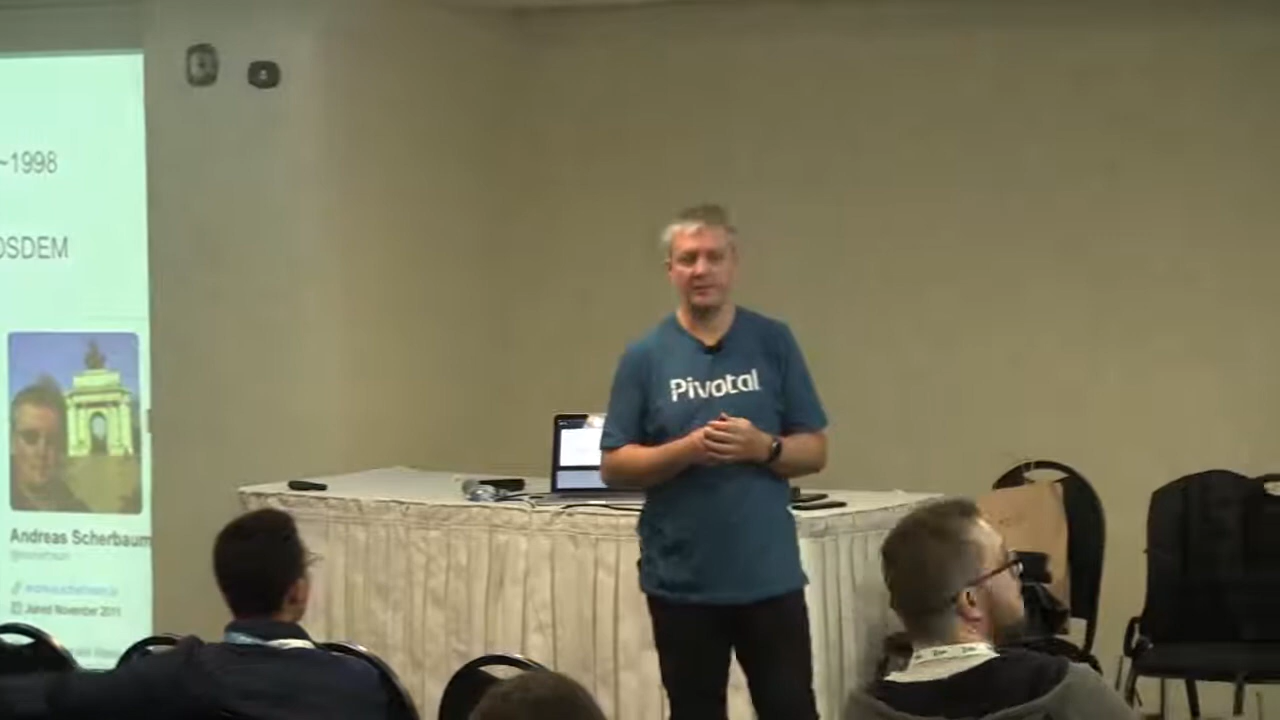 ~1998
OSDEM
Andreas Scherbaum
Joined November 2011
Pivotal